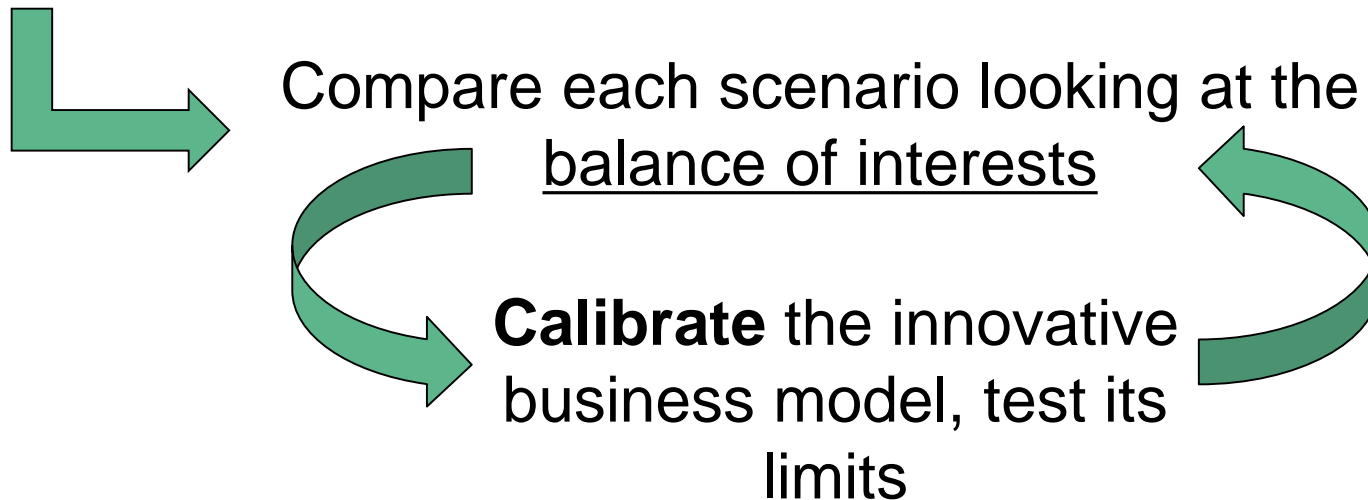 Compare each scenario looking at the
balance of interests
Calibrate the innovative
business model, test its
limits